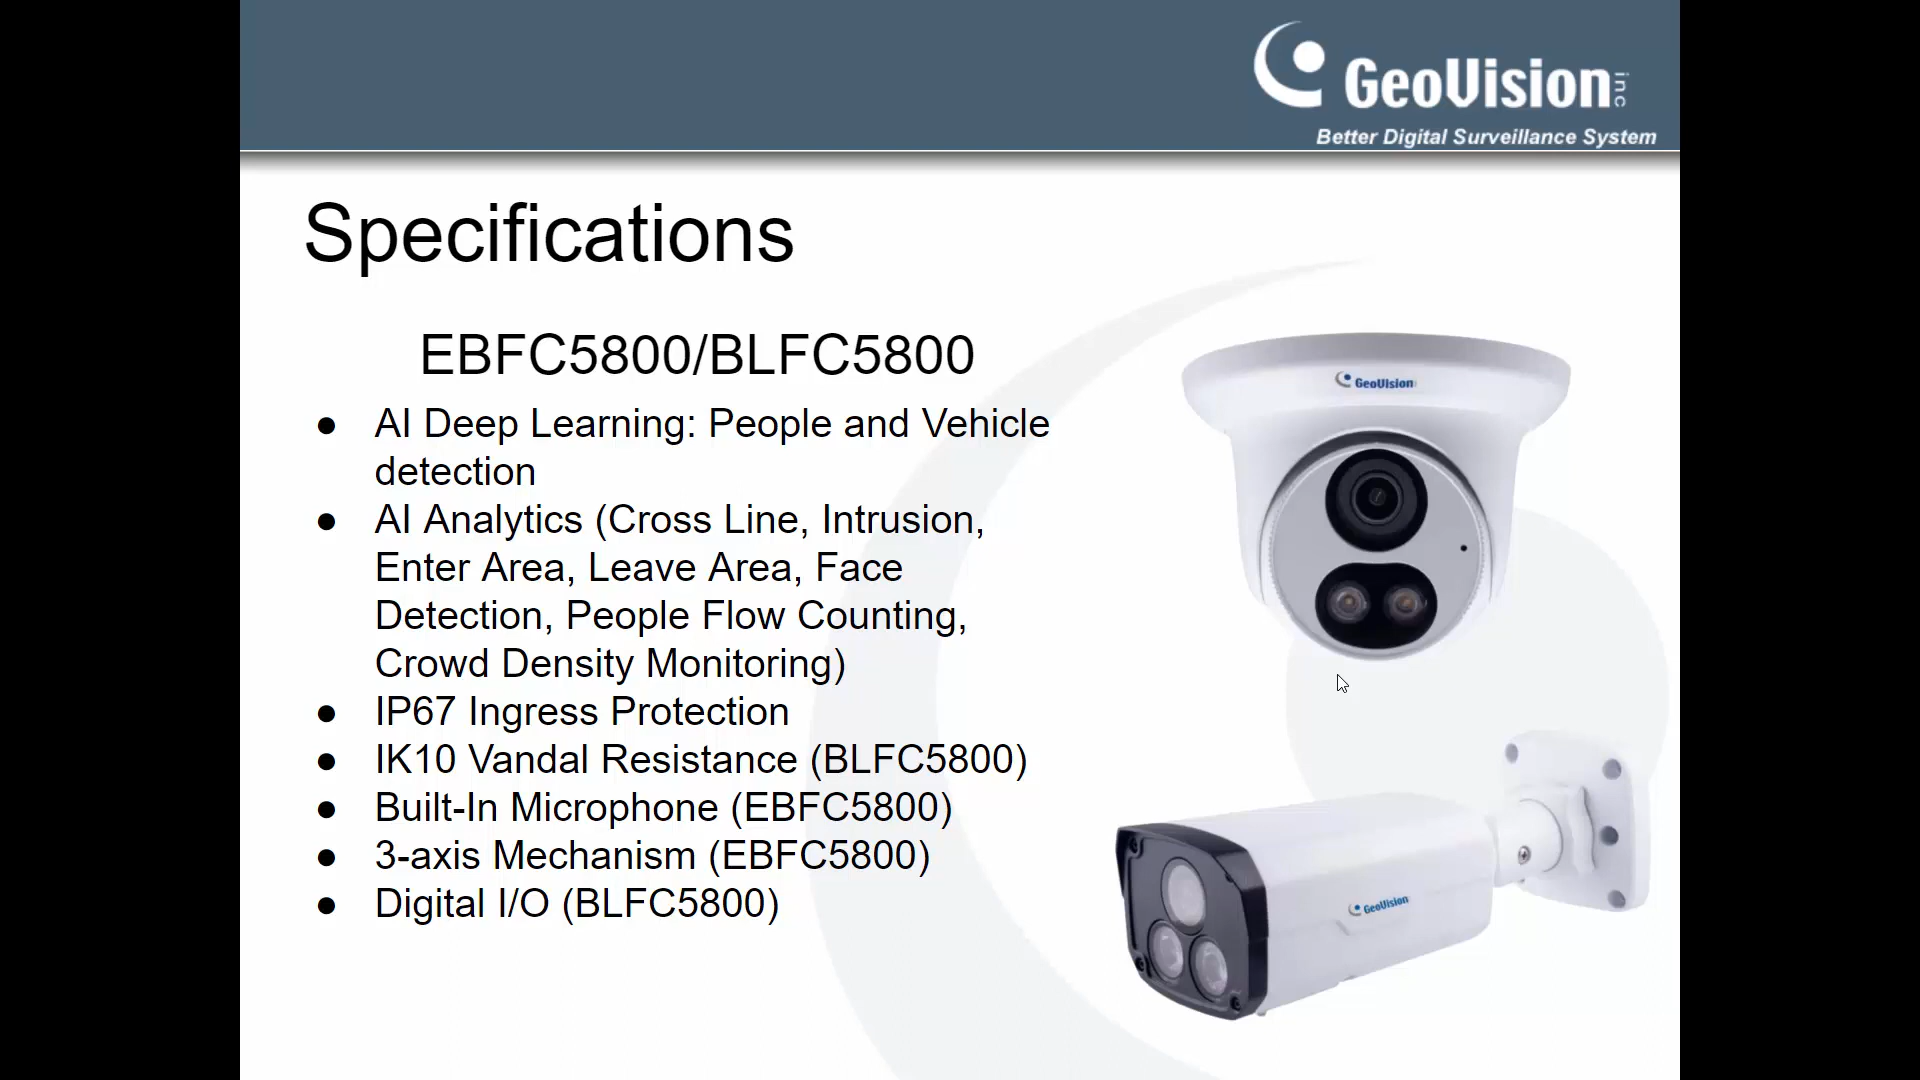 GeoVision inc
Better Digital Surveillance System
Specifications
EBFC5800/BLFC5800
● AI Deep Learning: People and Vehicle
detection
● AI Analytics (Cross Line, Intrusion,
Enter Area, Leave Area, Face
Detection, People Flow Counting,
Crowd Density Monitoring)
● IP67 Ingress Protection
● IK10 Vandal Resistance (BLFC5800)
● Built-In Microphone (EBFC5800)
● 3-axis Mechanism (EBFC5800)
● Digital I/O (BLFC5800)
GeoVision
GeoVision